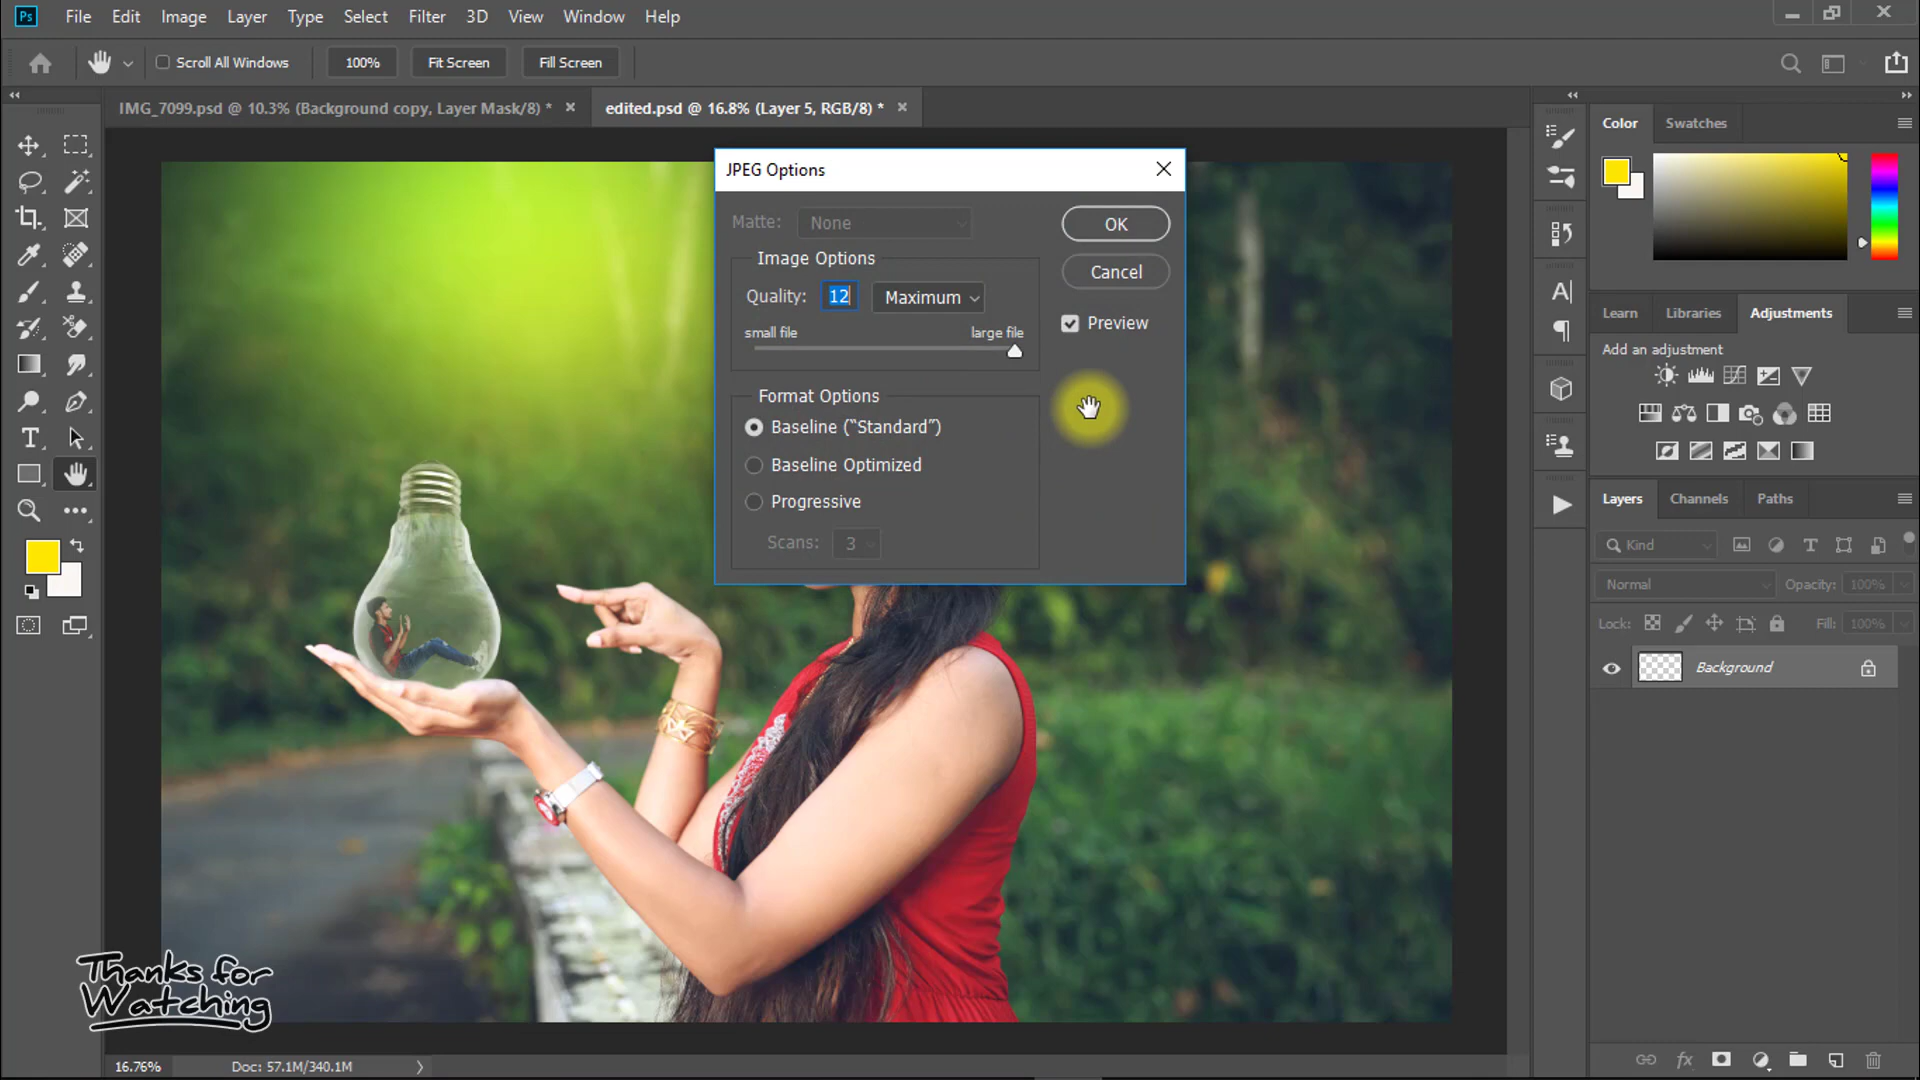 Ps File Edit Image Layer Type Select Filter 3D View Window Help
Scroll All Windows 100% Fit Screen Fill Screen
IMG_7099.psd @ 10.3% (Background copy, Layer Mask/8) *
edited.psd @ 16.8% (Layer 5, RGB/8) *
JPEG Options
Matte: None
OK
Image Options
Cancel
Quality: 12 Maximum
Preview
small file large file
Format Options
Baseline (“Standard”)
Baseline Optimized
Progressive
Scans: 3
Color Swatches
Learn Libraries Adjustments
Add an adjustment
Layers Channels Paths
Kind
Normal Opacity: 100%
Lock: Fill: 100%
Background
Thanks for
Watching
16.76% Doc: 57.1M/340.1M